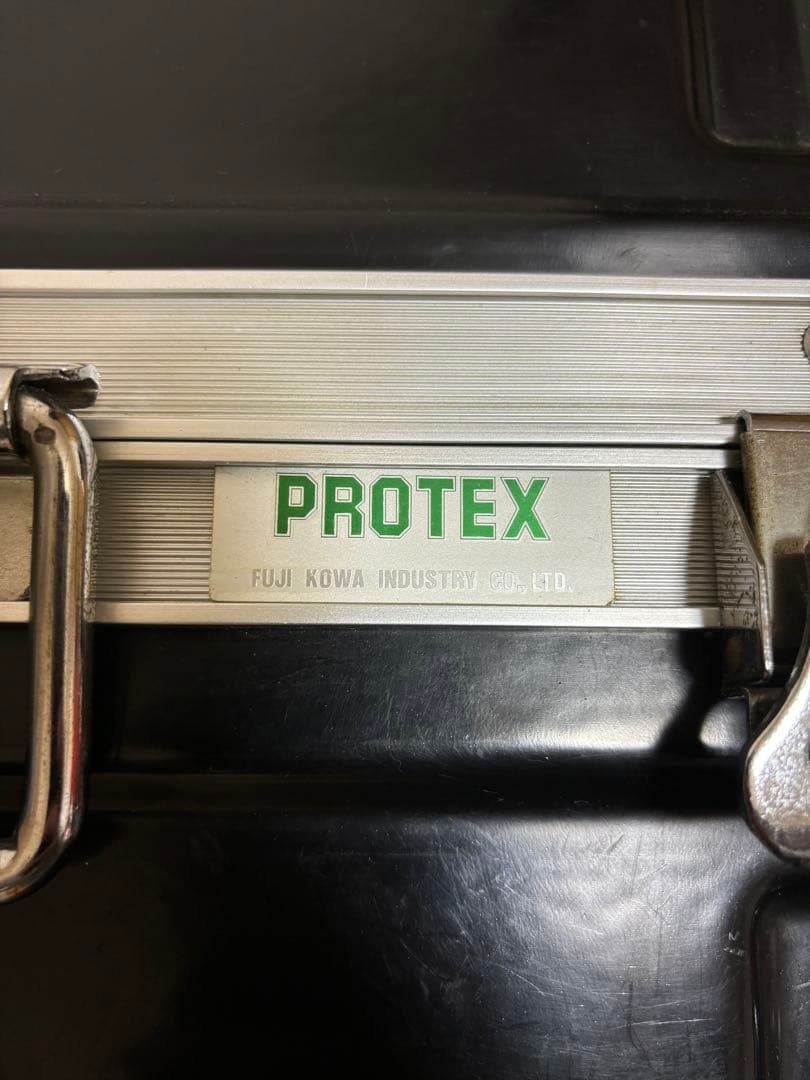 PROTEX
FUJI KOWA INDUSTRY CO., LTD.